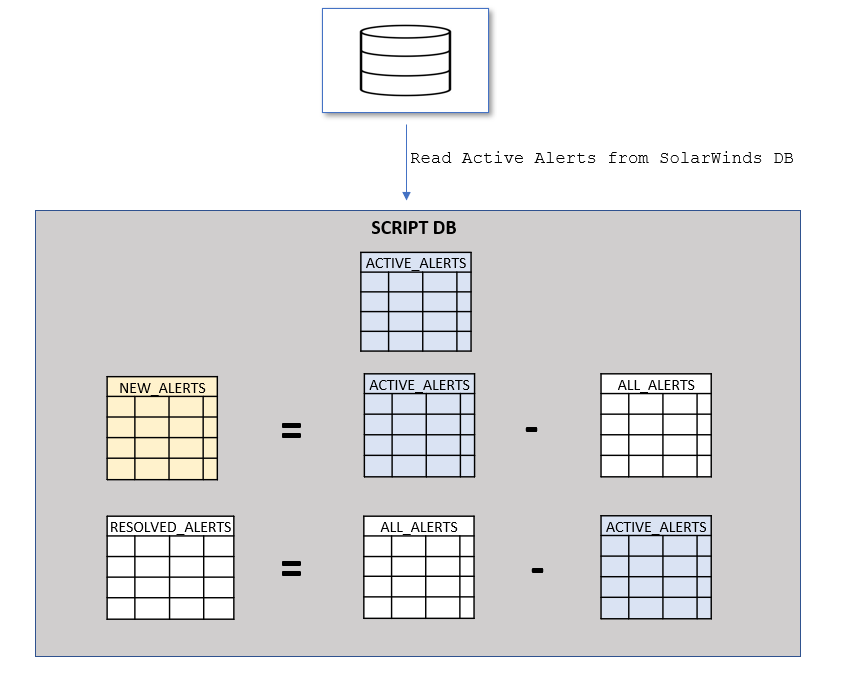 Read Active Alerts from SolarWinds DB
SCRIPT DB
ACTIVE_ALERTS
NEW_ALERTS
=
ACTIVE_ALERTS
-
ALL_ALERTS
RESOLVED_ALERTS
=
ALL_ALERTS
-
ACTIVE_ALERTS